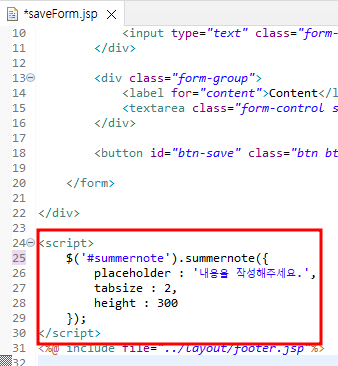 *saveForm.jsp
10 <input type="text" class="form-
11 </div>
12
13 <div class="form-group">
14 <label for="content">Content</l
15 <textarea class="form-control s
16 </div>
17
18 <button id="btn-save" class="btn bt
19
20 </form>
21
22 </div>
23
24 <script>
25 $('#summernote').summernote({
26 placeholder : '내용을 작성해주세요.',
27 tabsize : 2,
28 height : 300
29 });
30 </script>
31 <%@ include file="../layout/footer.jsp"%>
32